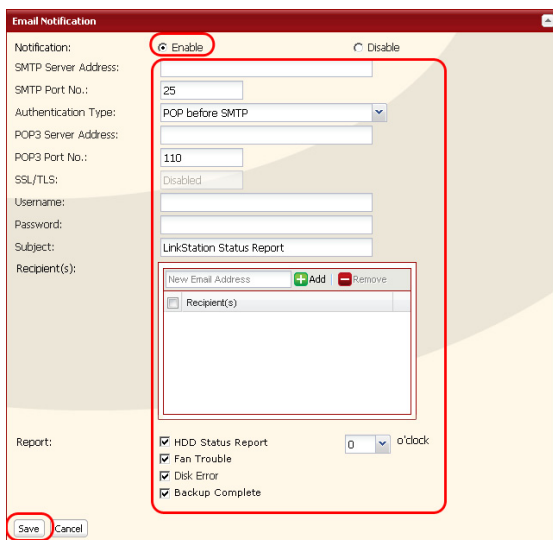 Email Notification
Notification: Enable Disable
SMTP Server Address:
SMTP Port No.: 25
Authentication Type: POP before SMTP
POP3 Server Address:
POP3 Port No.: 110
SSL/TLS: Disabled
Username:
Password:
Subject: LinkStation Status Report
Recipient(s):
New Email Address Add Remove
Recipient(s)
Report: HDD Status Report 0 o'clock
Fan Trouble
Disk Error
Backup Complete
Save Cancel